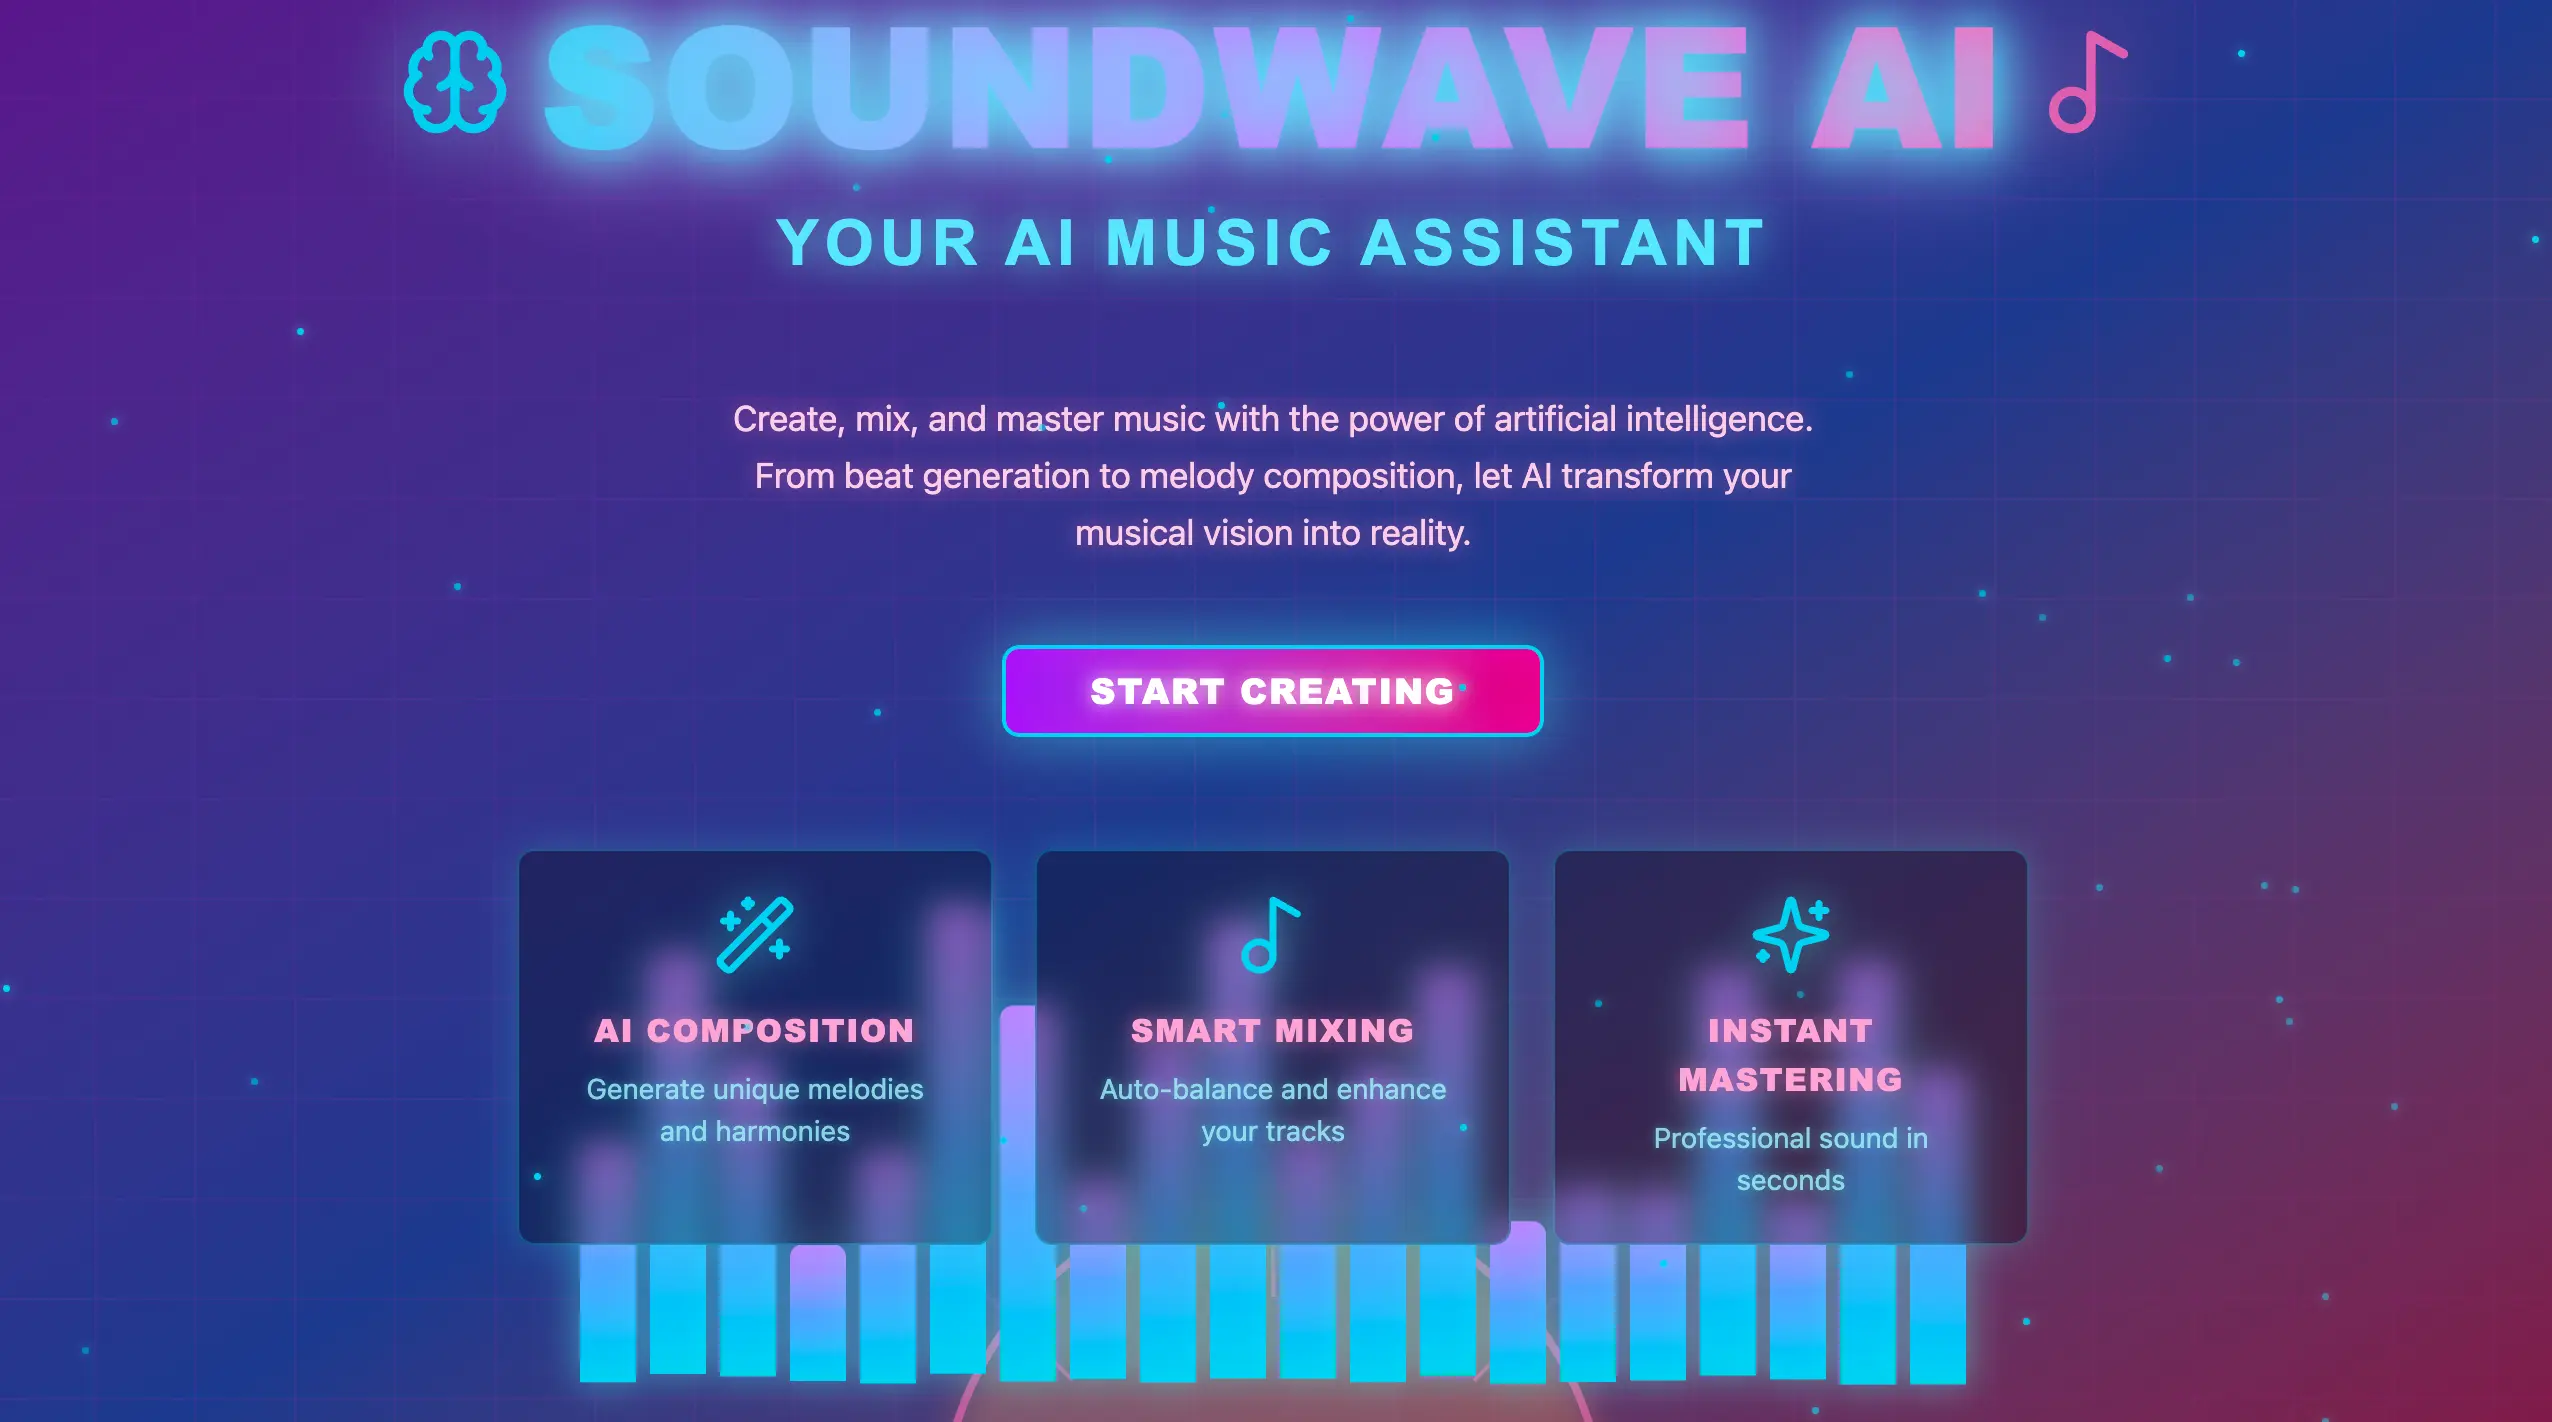 SOUNDWAVE AI
YOUR AI MUSIC ASSISTANT
Create, mix, and master music with the power of artificial intelligence.
From beat generation to melody composition, let AI transform your
musical vision into reality.
START CREATING
AI COMPOSITION
Generate unique melodies
and harmonies
SMART MIXING
Auto-balance and enhance
your tracks
INSTANT
MASTERING
Professional sound in
seconds